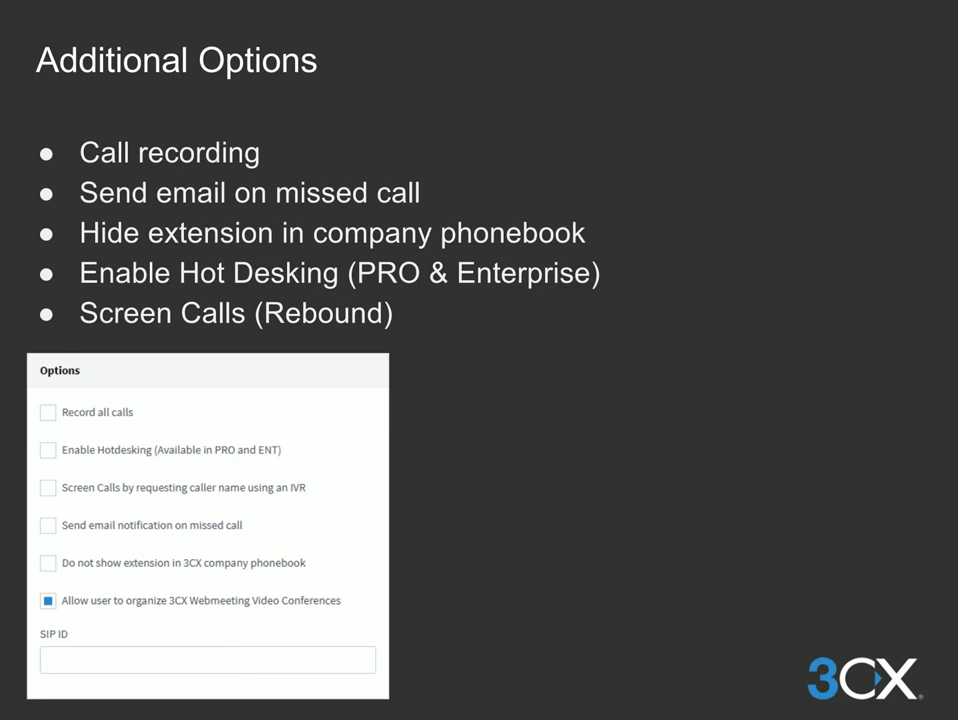 Additional Options
● Call recording
● Send email on missed call
● Hide extension in company phonebook
● Enable Hot Desking (PRO & Enterprise)
● Screen Calls (Rebound)
Options
Record all calls
Enable Hotdesking (Available in PRO and ENT)
Screen Calls by requesting caller name using an IVR
Send email notification on missed call
Do not show extension in 3CX company phonebook
Allow user to organize 3CX Webmeeting Video Conferences
SIP ID
3CX®